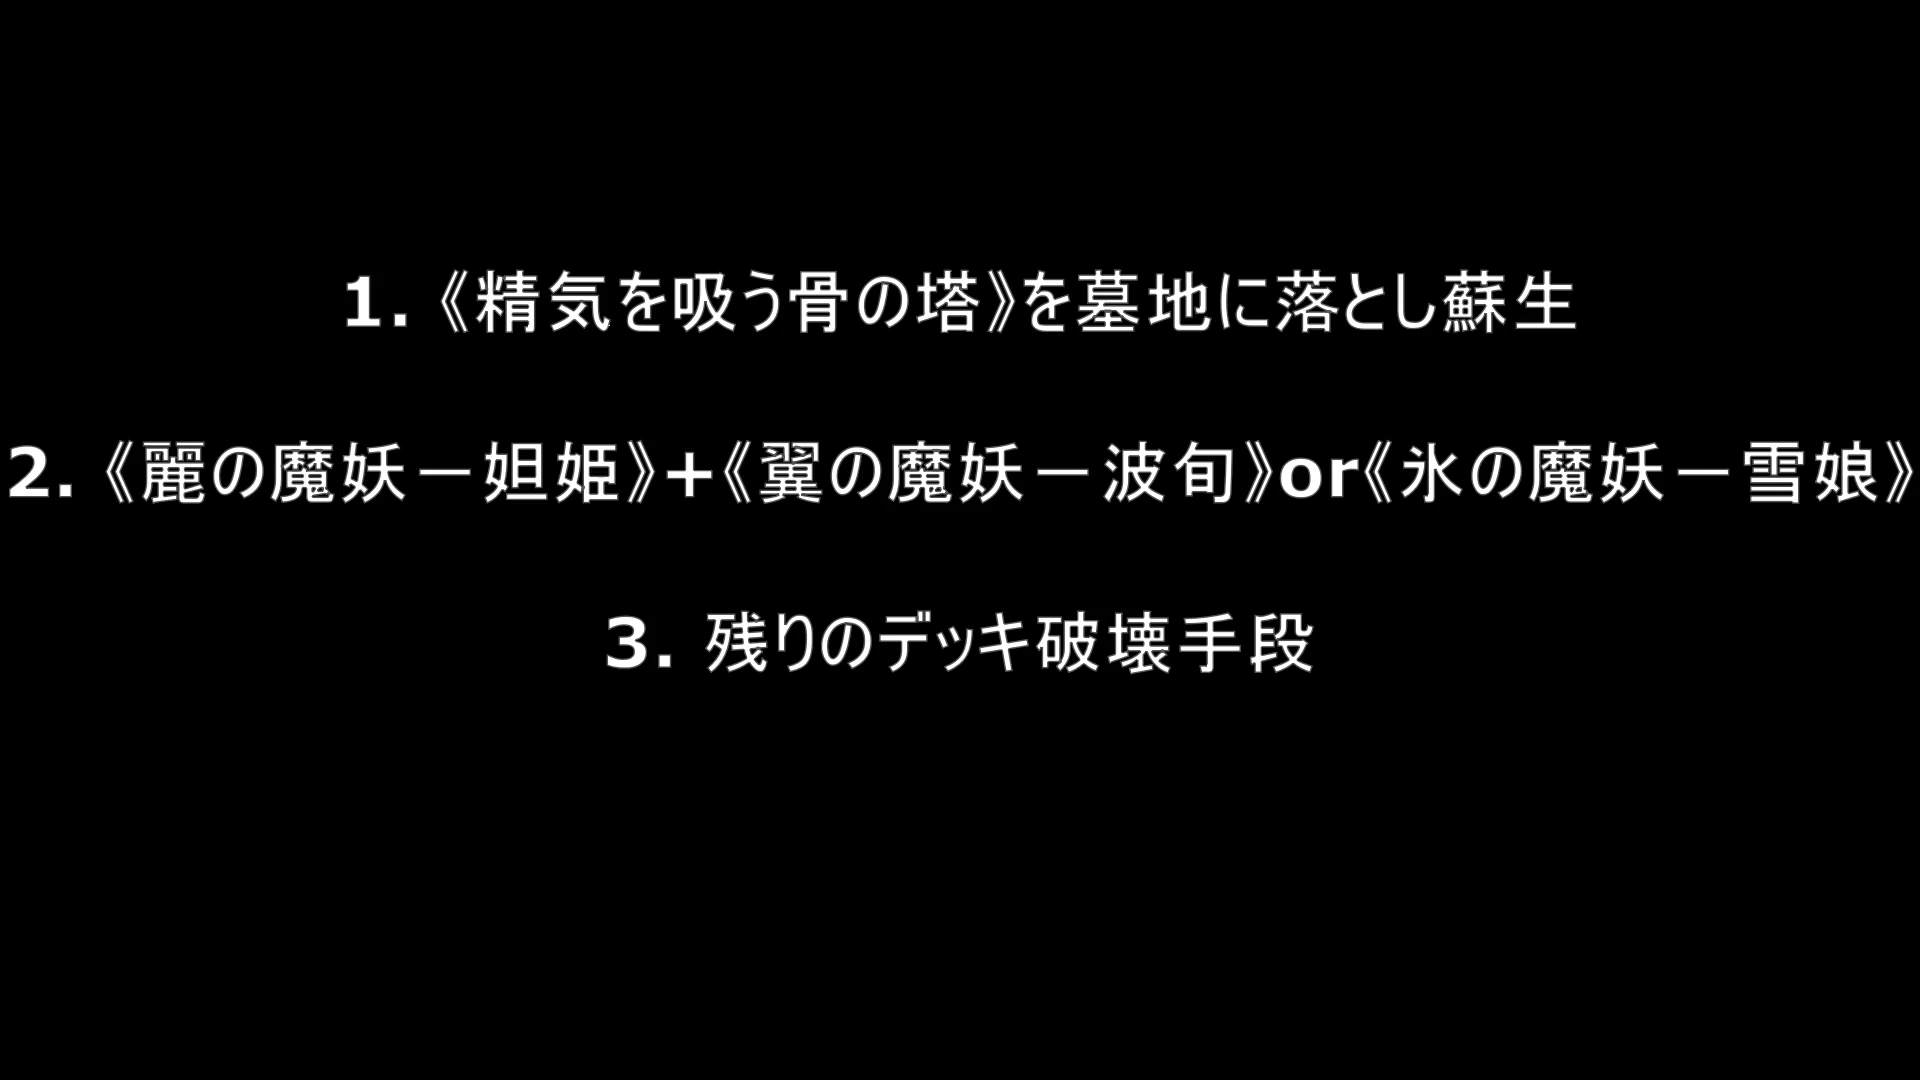 1. 《精気を吸う骨の塔》を墓地に落とし蘇生
2. 《麗の魔妖－妲姫》+《翼の魔妖－波旬》or《氷の魔妖－雪娘》
3. 残りのデッキ破壊手段